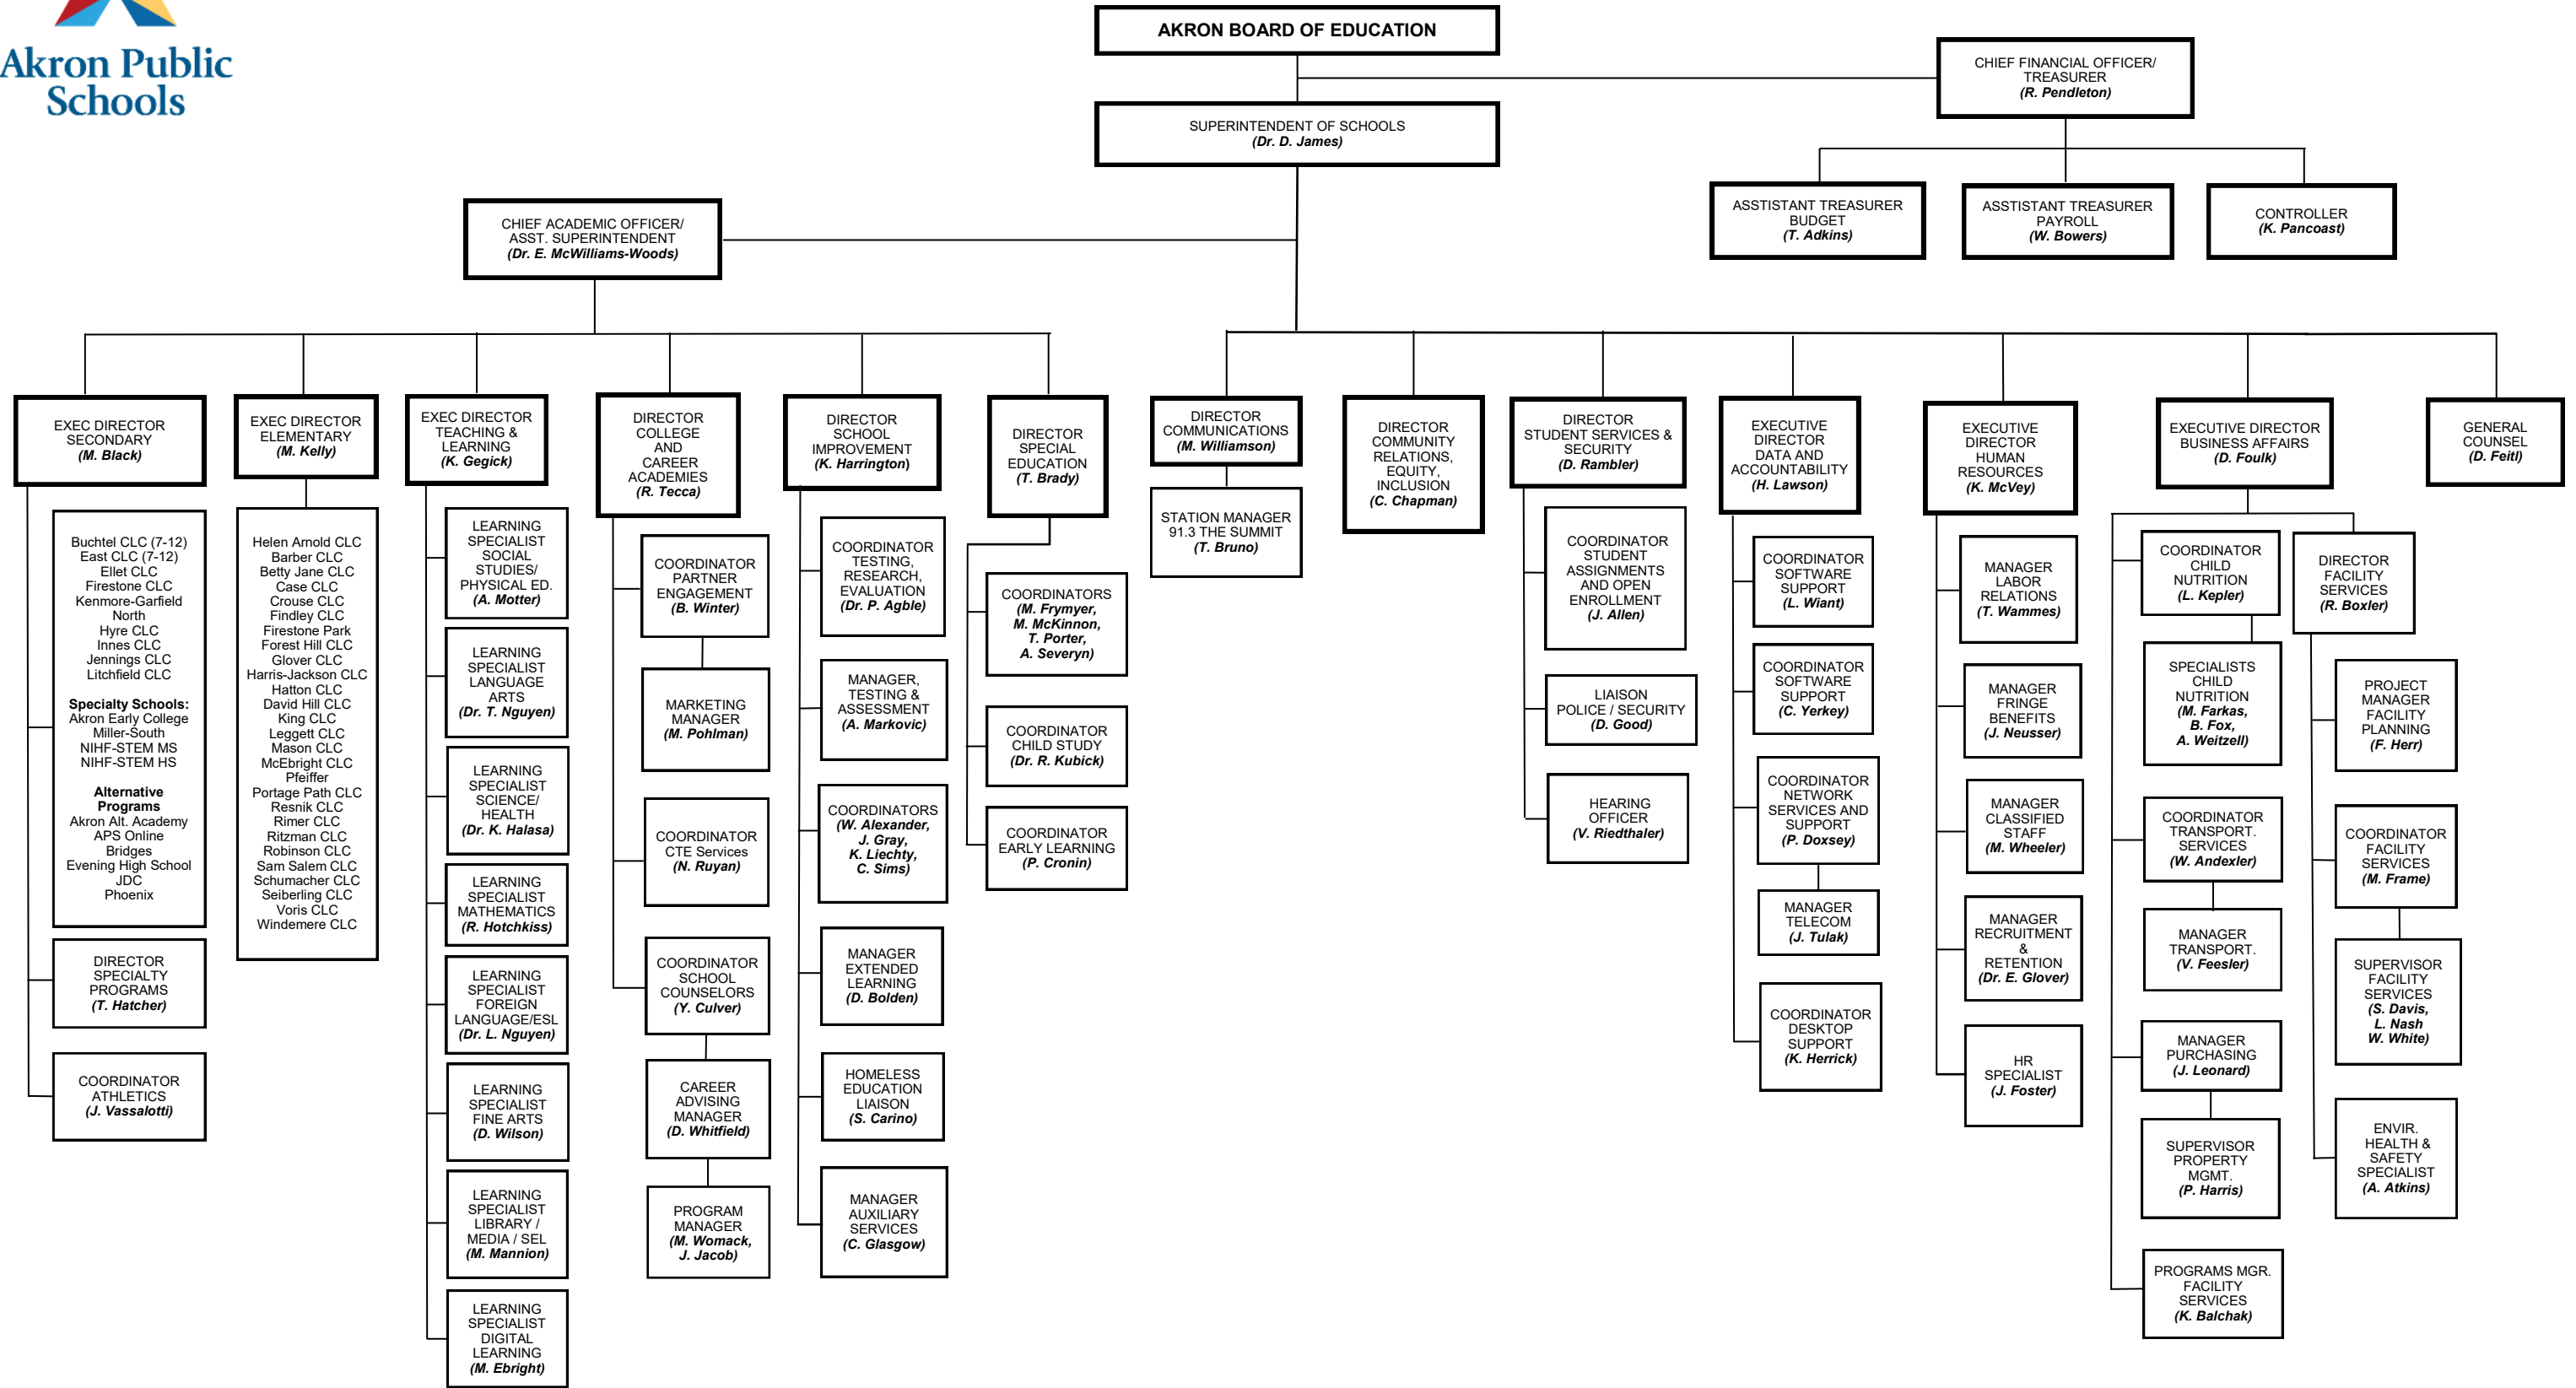 Akron Public
Schools
AKRON BOARD OF EDUCATION
CHIEF FINANCIAL OFFICER/
TREASURER
(R. Pendleton)
SUPERINTENDENT OF SCHOOLS
(Dr. D. James)
ASSTISTANT TREASURER
BUDGET
(T. Adkins)
ASSTISTANT TREASURER
PAYROLL
(W. Bowers)
CONTROLLER
(K. Pancoast)
CHIEF ACADEMIC OFFICER/
ASST. SUPERINTENDENT
(Dr. E. McWilliams-Woods)
EXEC DIRECTOR
SECONDARY
(M. Black)
Buchtel CLC (7-12)
East CLC (7-12)
Ellet CLC
Firestone CLC
Kenmore-Garfield
North
Hyre CLC
Innes CLC
Jennings CLC
Litchfield CLC
Specialty Schools:
Akron Early College
Miller-South
NIHF-STEM MS
NIHF-STEM HS
Alternative
Programs
Akron Alt. Academy
APS Online
Bridges
Evening High School
JDC
Phoenix
DIRECTOR
SPECIALTY
PROGRAMS
(T. Hatcher)
COORDINATOR
ATHLETICS
(J. Vassalotti)
EXEC DIRECTOR
ELEMENTARY
(M. Kelly)
Helen Arnold CLC
Barber CLC
Betty Jane CLC
Case CLC
Crouse CLC
Findley CLC
Firestone Park
Forest Hill CLC
Glover CLC
Harris-Jackson CLC
Hatton CLC
David Hill CLC
King CLC
Leggett CLC
Mason CLC
McEbright CLC
Pfeiffer
Portage Path CLC
Resnik CLC
Rimer CLC
Ritzman CLC
Robinson CLC
Sam Salem CLC
Schumacher CLC
Seiberling CLC
Voris CLC
Windemere CLC
EXEC DIRECTOR
TEACHING &
LEARNING
(K. Gegick)
LEARNING
SPECIALIST
SOCIAL
STUDIES/
PHYSICAL ED.
(A. Motter)
LEARNING
SPECIALIST
LANGUAGE
ARTS
(Dr. T. Nguyen)
LEARNING
SPECIALIST
SCIENCE/
HEALTH
(Dr. K. Halasa)
LEARNING
SPECIALIST
MATHEMATICS
(R. Hotchkiss)
LEARNING
SPECIALIST
FOREIGN
LANGUAGE/ESL
(Dr. L. Nguyen)
LEARNING
SPECIALIST
FINE ARTS
(D. Wilson)
LEARNING
SPECIALIST
LIBRARY /
MEDIA / SEL
(M. Mannion)
LEARNING
SPECIALIST
DIGITAL
LEARNING
(M. Ebright)
DIRECTOR
COLLEGE
AND
CAREER
ACADEMIES
(R. Tecca)
COORDINATOR
PARTNER
ENGAGEMENT
(B. Winter)
MARKETING
MANAGER
(M. Pohlman)
COORDINATOR
CTE Services
(N. Ruyan)
COORDINATOR
SCHOOL
COUNSELORS
(Y. Culver)
CAREER
ADVISING
MANAGER
(D. Whitfield)
PROGRAM
MANAGER
(M. Womack,
J. Jacob)
DIRECTOR
SCHOOL
IMPROVEMENT
(K. Harrington)
COORDINATOR
TESTING,
RESEARCH,
EVALUATION
(Dr. P. Agble)
MANAGER,
TESTING &
ASSESSMENT
(A. Markovic)
COORDINATORS
(W. Alexander,
J. Gray,
K. Liechty,
C. Sims)
MANAGER
EXTENDED
LEARNING
(D. Bolden)
HOMELESS
EDUCATION
LIAISON
(S. Carino)
MANAGER
AUXILIARY
SERVICES
(C. Glasgow)
DIRECTOR
SPECIAL
EDUCATION
(T. Brady)
COORDINATORS
(M. Frymyer,
M. McKinnon,
T. Porter,
A. Severyn)
COORDINATOR
CHILD STUDY
(Dr. R. Kubick)
COORDINATOR
EARLY LEARNING
(P. Cronin)
DIRECTOR
COMMUNICATIONS
(M. Williamson)
STATION MANAGER
91.3 THE SUMMIT
(T. Bruno)
DIRECTOR
COMMUNITY
RELATIONS,
EQUITY,
INCLUSION
(C. Chapman)
DIRECTOR
STUDENT SERVICES &
SECURITY
(D. Rambler)
COORDINATOR
STUDENT
ASSIGNMENTS
AND OPEN
ENROLLMENT
(J. Allen)
LIAISON
POLICE / SECURITY
(D. Good)
HEARING
OFFICER
(V. Riedthaler)
EXECUTIVE
DIRECTOR
DATA AND
ACCOUNTABILITY
(H. Lawson)
COORDINATOR
SOFTWARE
SUPPORT
(L. Wiant)
COORDINATOR
SOFTWARE
SUPPORT
(C. Yerkey)
COORDINATOR
NETWORK
SERVICES AND
SUPPORT
(P. Doxsey)
MANAGER
TELECOM
(J. Tulak)
COORDINATOR
DESKTOP
SUPPORT
(K. Herrick)
EXECUTIVE
DIRECTOR
HUMAN
RESOURCES
(K. McVey)
MANAGER
LABOR
RELATIONS
(T. Wammes)
MANAGER
FRINGE
BENEFITS
(J. Neusser)
MANAGER
CLASSIFIED
STAFF
(M. Wheeler)
MANAGER
RECRUITMENT
&
RETENTION
(Dr. E. Glover)
HR
SPECIALIST
(J. Foster)
EXECUTIVE DIRECTOR
BUSINESS AFFAIRS
(D. Foulk)
COORDINATOR
CHILD
NUTRITION
(L. Kepler)
SPECIALISTS
CHILD
NUTRITION
(M. Farkas,
B. Fox,
A. Weitzell)
COORDINATOR
TRANSPORT.
SERVICES
(W. Andexler)
MANAGER
TRANSPORT.
(V. Feesler)
MANAGER
PURCHASING
(J. Leonard)
SUPERVISOR
PROPERTY
MGMT.
(P. Harris)
PROGRAMS MGR.
FACILITY
SERVICES
(K. Balchak)
DIRECTOR
FACILITY
SERVICES
(R. Boxler)
PROJECT
MANAGER
FACILITY
PLANNING
(F. Herr)
COORDINATOR
FACILITY
SERVICES
(M. Frame)
SUPERVISOR
FACILITY
SERVICES
(S. Davis,
L. Nash
W. White)
ENVIR.
HEALTH &
SAFETY
SPECIALIST
(A. Atkins)
GENERAL
COUNSEL
(D. Feitl)